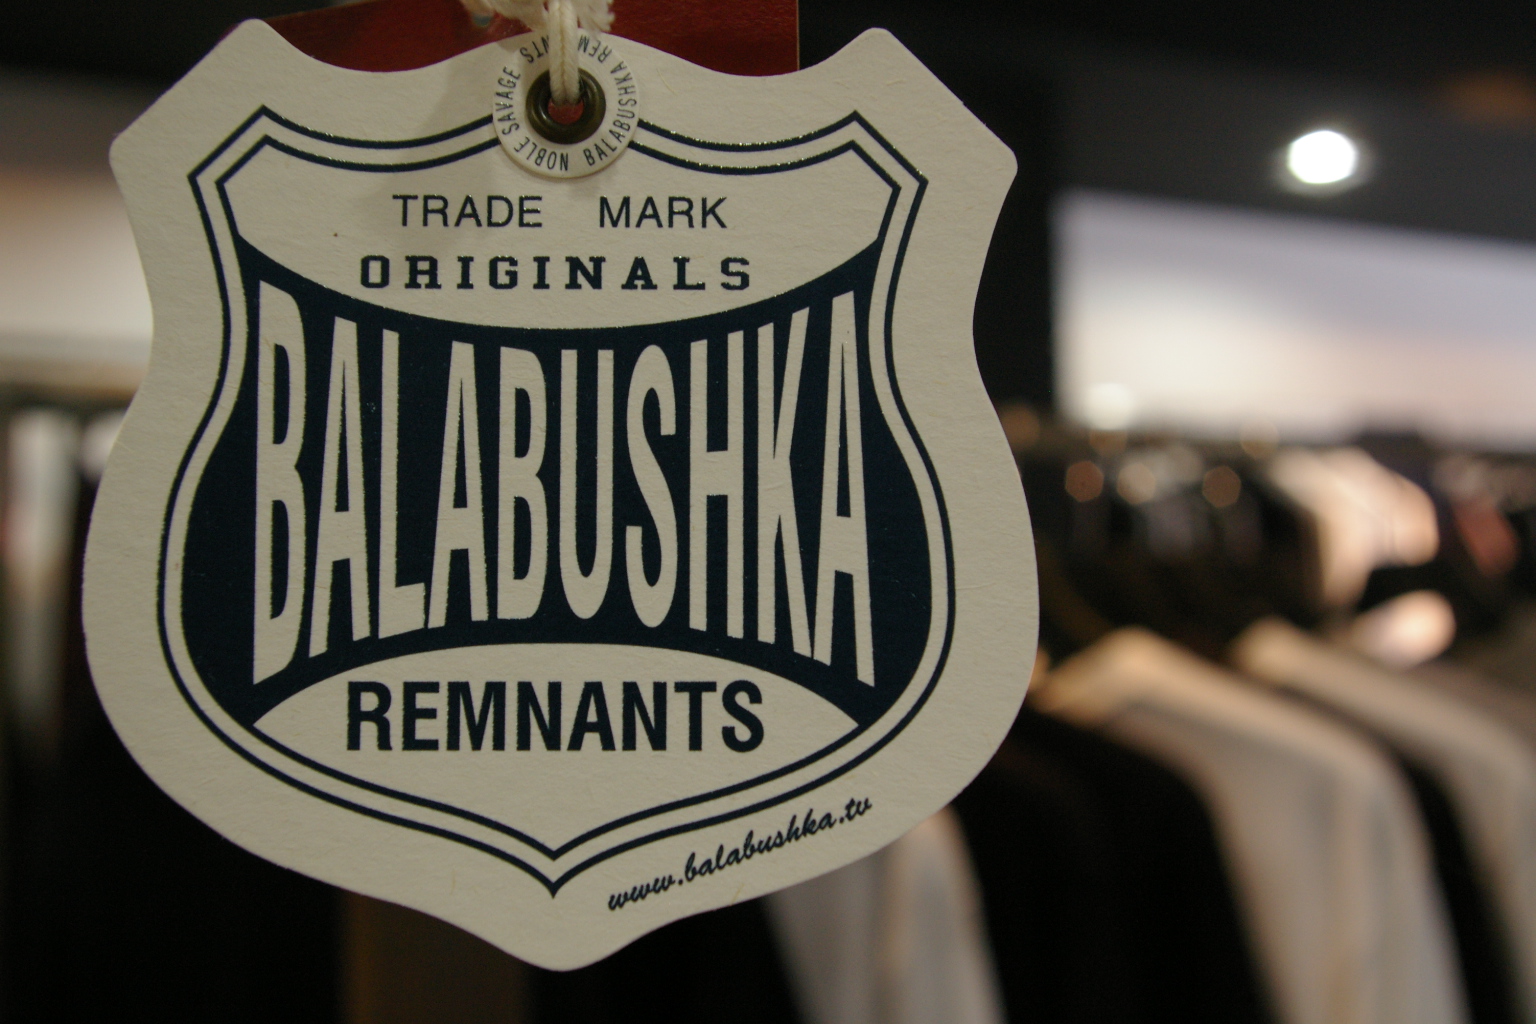 NOBLE SAVAGE BALABUSHKA REMNANTS
TRADE MARK
ORIGINALS
BALABUSHKA
REMNANTS
www.balabushka.tv